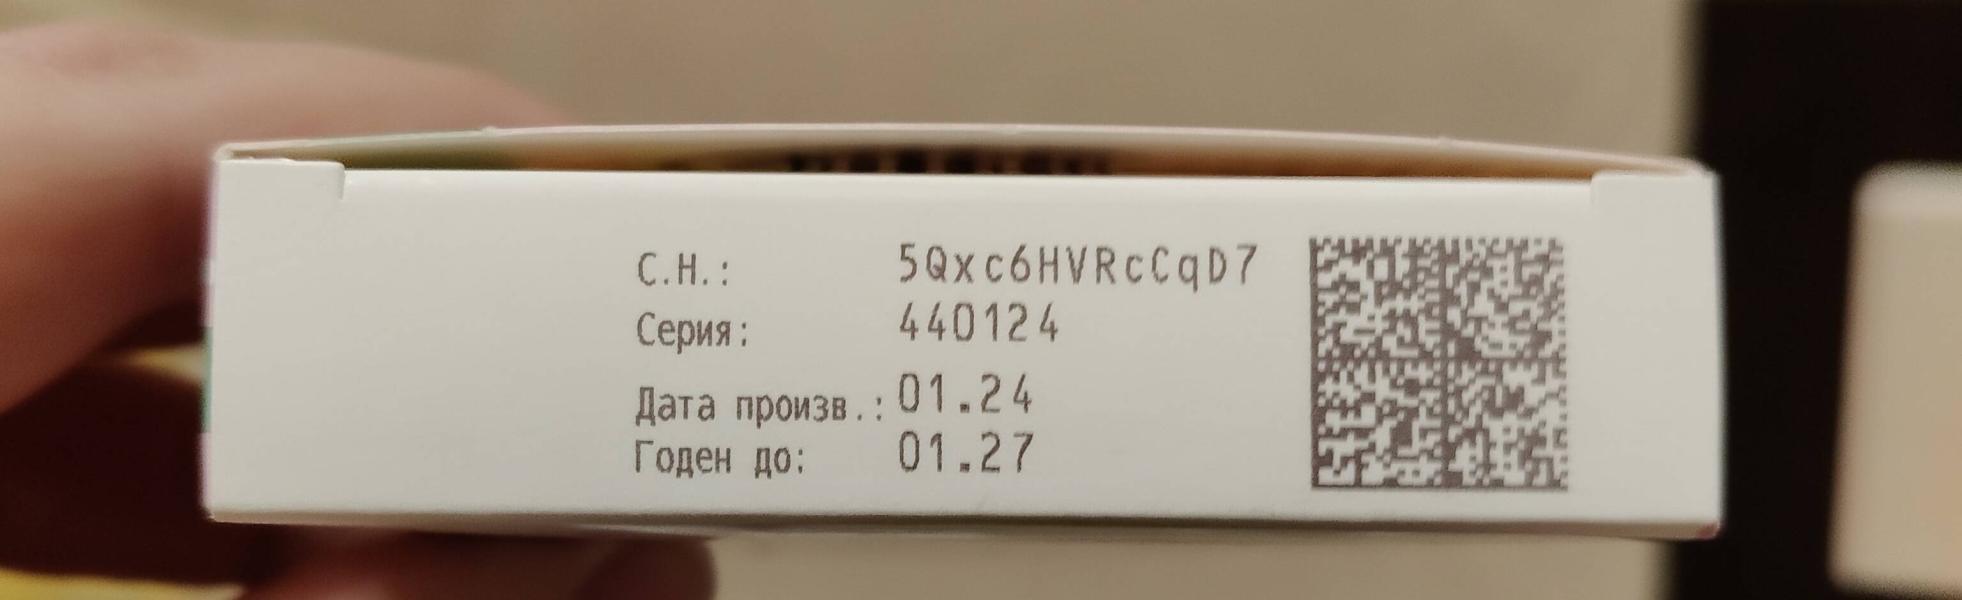 С.Н.: 5Qxc6HVRcCqD7
Серия: 440124
Дата произв.: 01.24
Годен до: 01.27